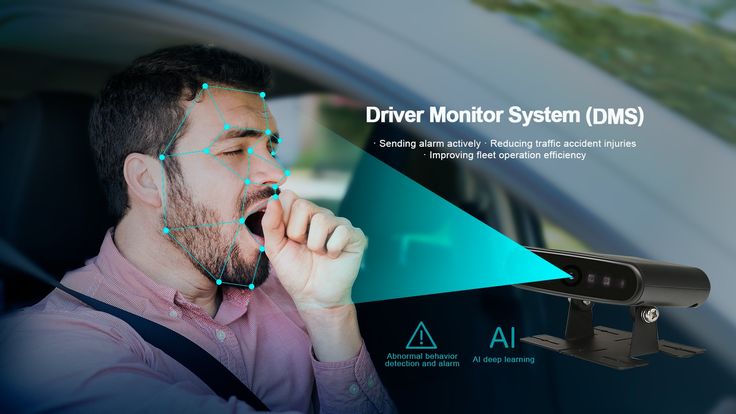 Driver Monitor System (DMS)
· Sending alarm actively · Reducing traffic accident injuries
· Improving fleet operation efficiency
AI
Abnormal behavior
detection and alarm
AI deep learning